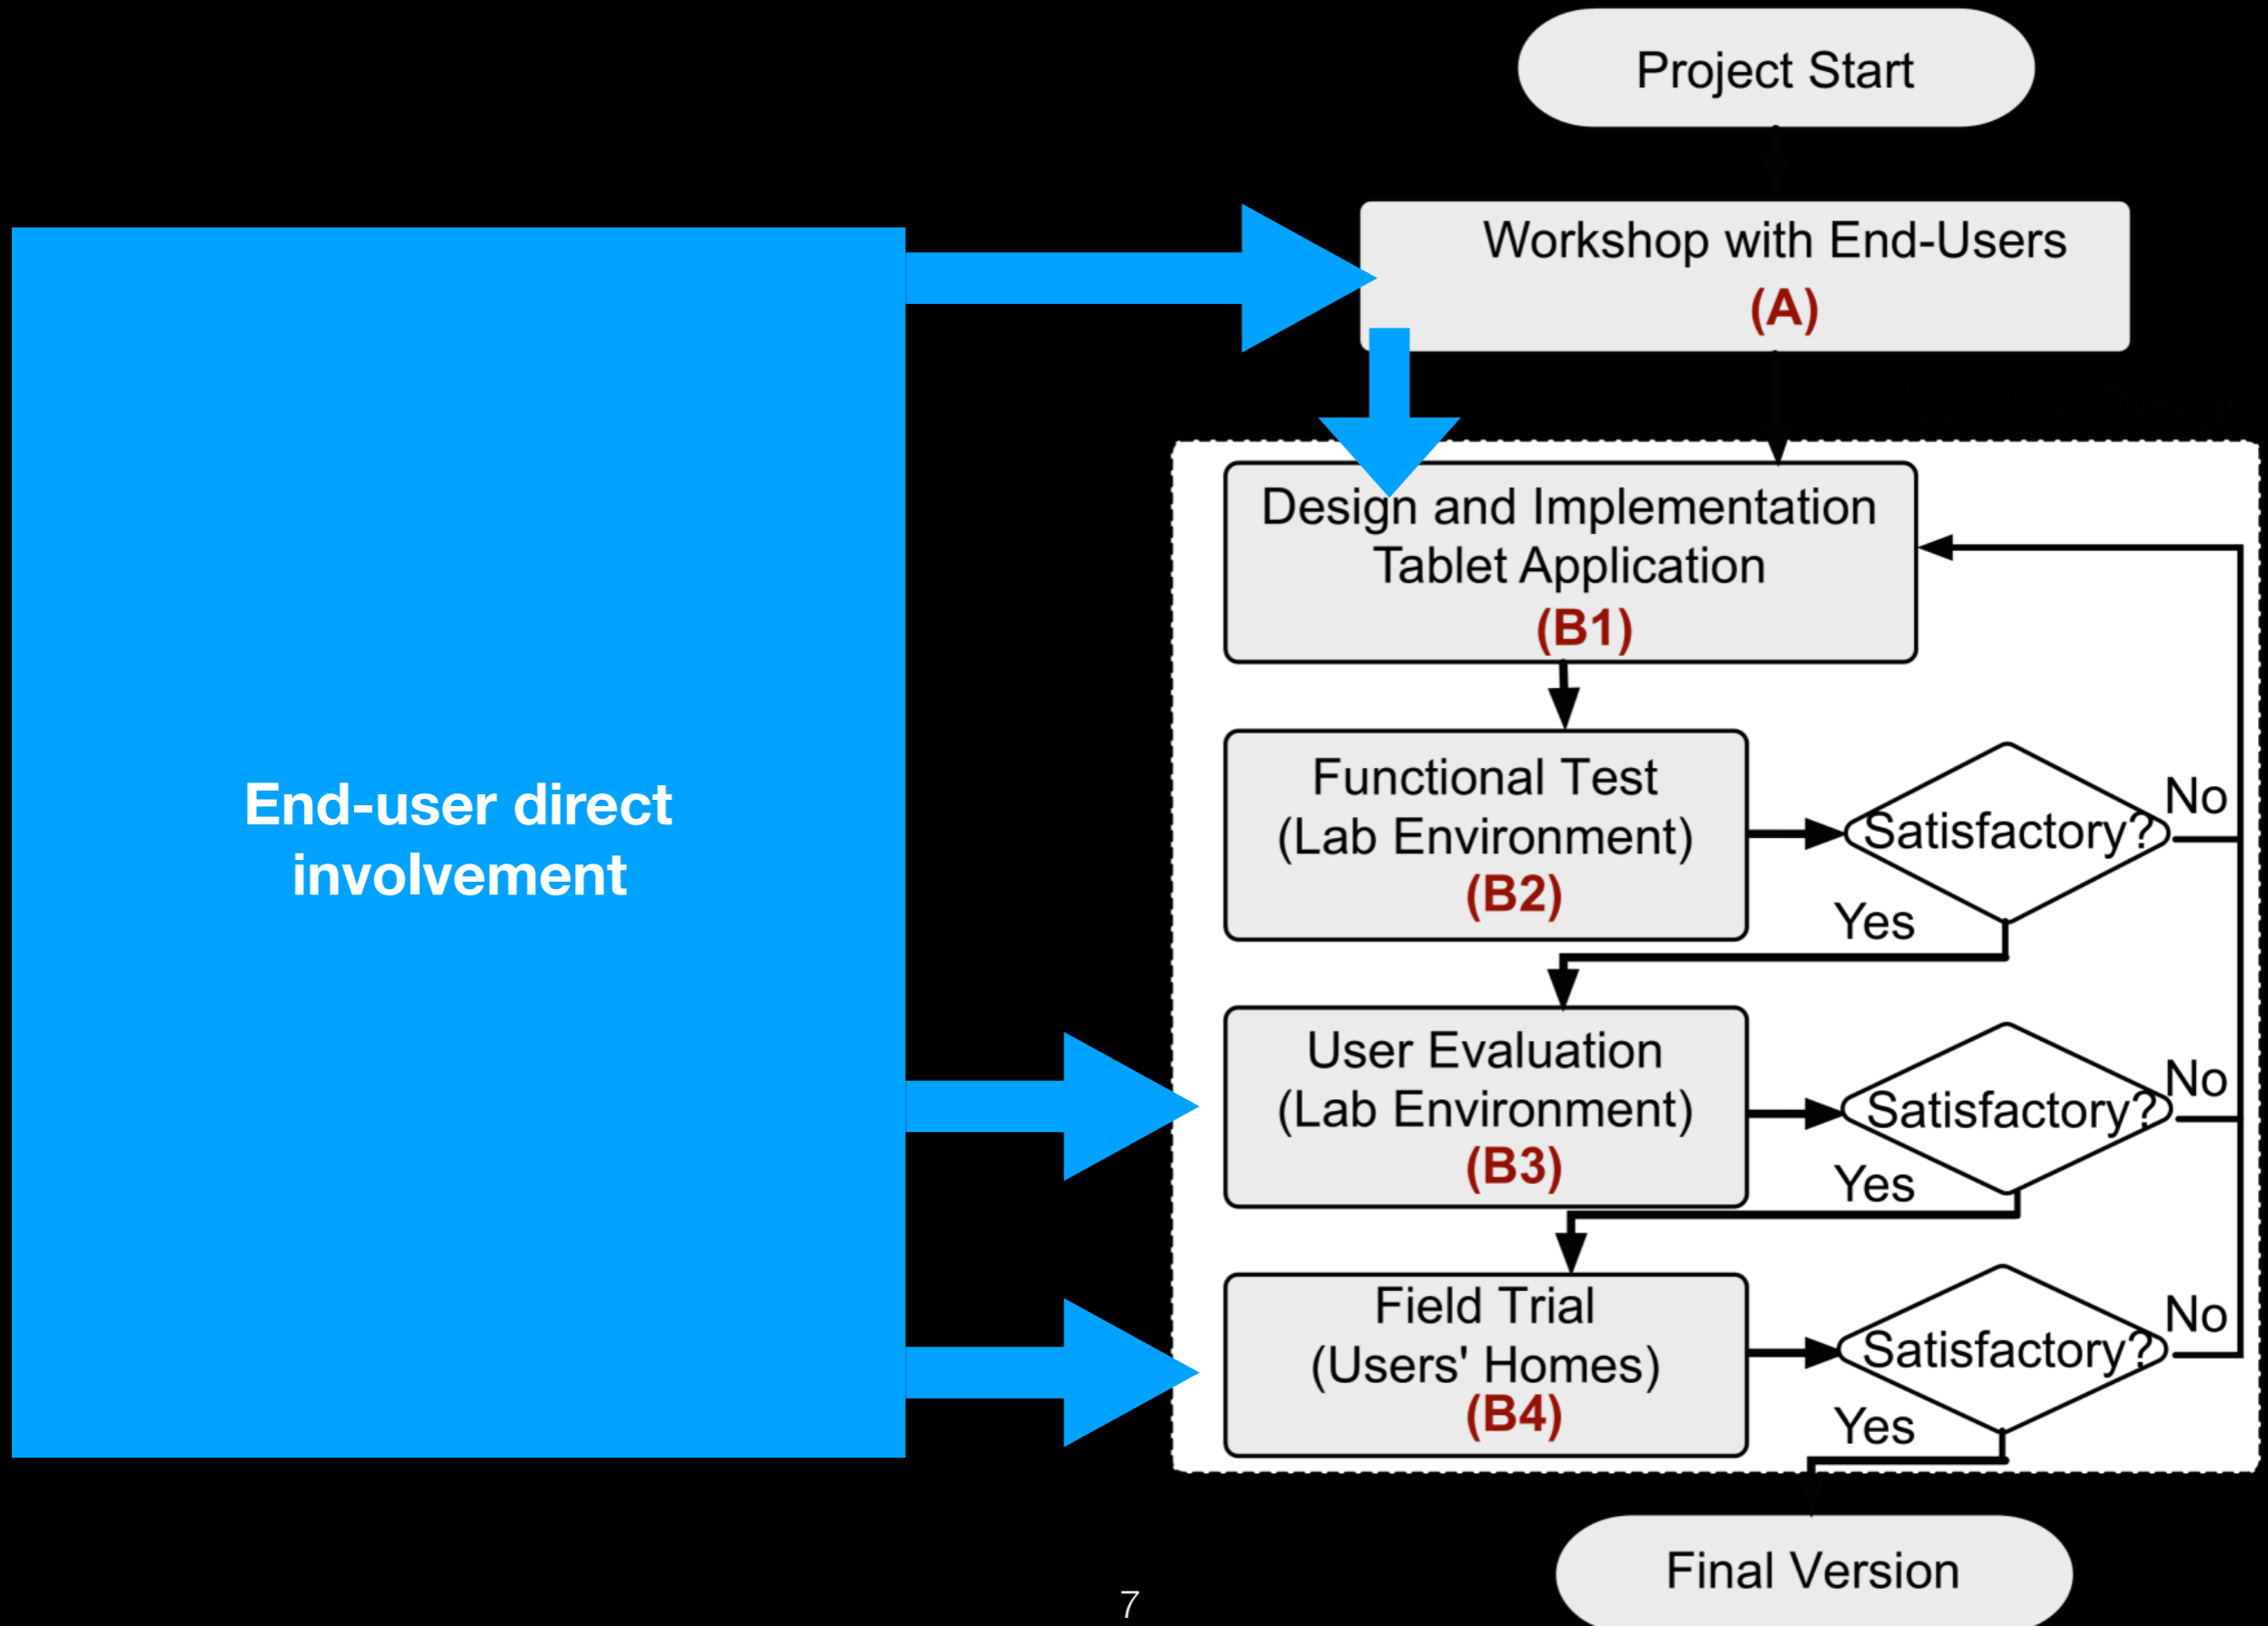 Project Start
Workshop with End-Users
(A)
Iterative Design
Design and Implementation
Tablet Application
(B1)
Functional Test
(Lab Environment)
(B2)
Satisfactory?
No
Yes
User Evaluation
(Lab Environment)
(B3)
Satisfactory?
No
Yes
Field Trial
(Users' Homes)
(B4)
Satisfactory?
No
Yes
Final Version
End-user direct
involvement
7